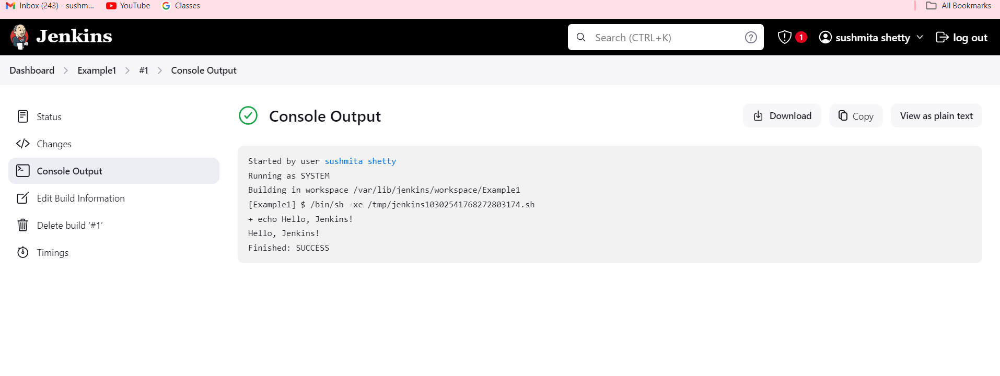 Inbox (243) - sushm... YouTube Classes All Bookmarks
Jenkins Search (CTRL+K) ? 1 sushmita shetty log out
Dashboard > Example1 > #1 > Console Output
Status
Changes
Console Output
Edit Build Information
Delete build ‘#1’
Timings
Console Output Download Copy View as plain text
Started by user sushmita shetty
Running as SYSTEM
Building in workspace /var/lib/jenkins/workspace/Example1
[Example1] $ /bin/sh -xe /tmp/jenkins10302541768272803174.sh
+ echo Hello, Jenkins!
Hello, Jenkins!
Finished: SUCCESS